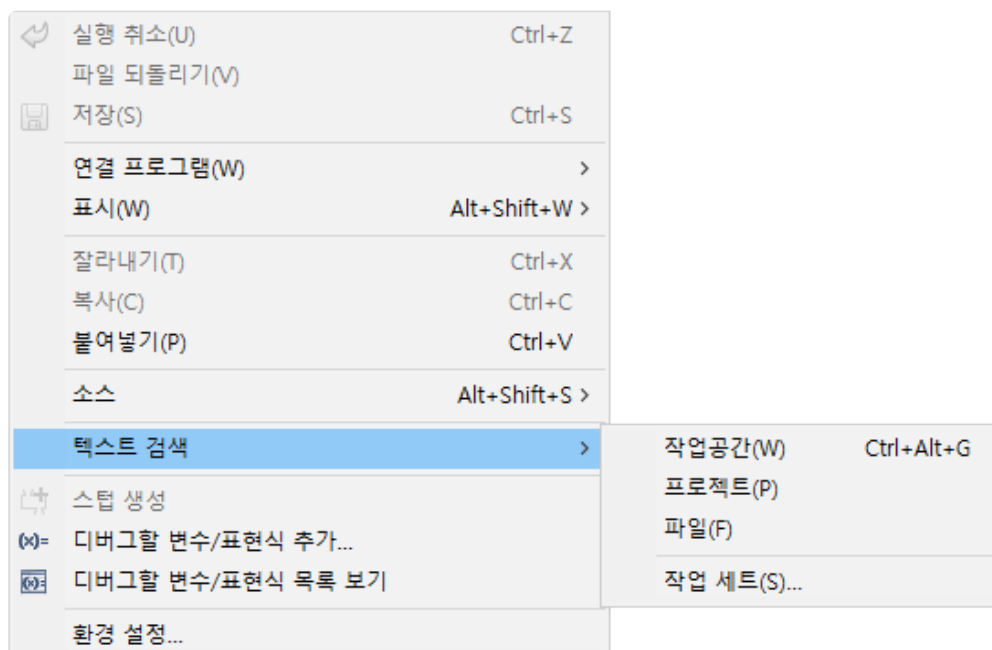 실행 취소(U) Ctrl+Z
파일 되돌리기(V)
저장(S) Ctrl+S
연결 프로그램(W) >
표시(W) Alt+Shift+W >
잘라내기(T) Ctrl+X
복사(C) Ctrl+C
붙여넣기(P) Ctrl+V
소스 Alt+Shift+S >
텍스트 검색 >
작업공간(W) Ctrl+Alt+G
프로젝트(P)
파일(F)
작업 세트(S)...
스텁 생성
(x)= 디버그할 변수/표현식 추가...
디버그할 변수/표현식 목록 보기
환경 설정...